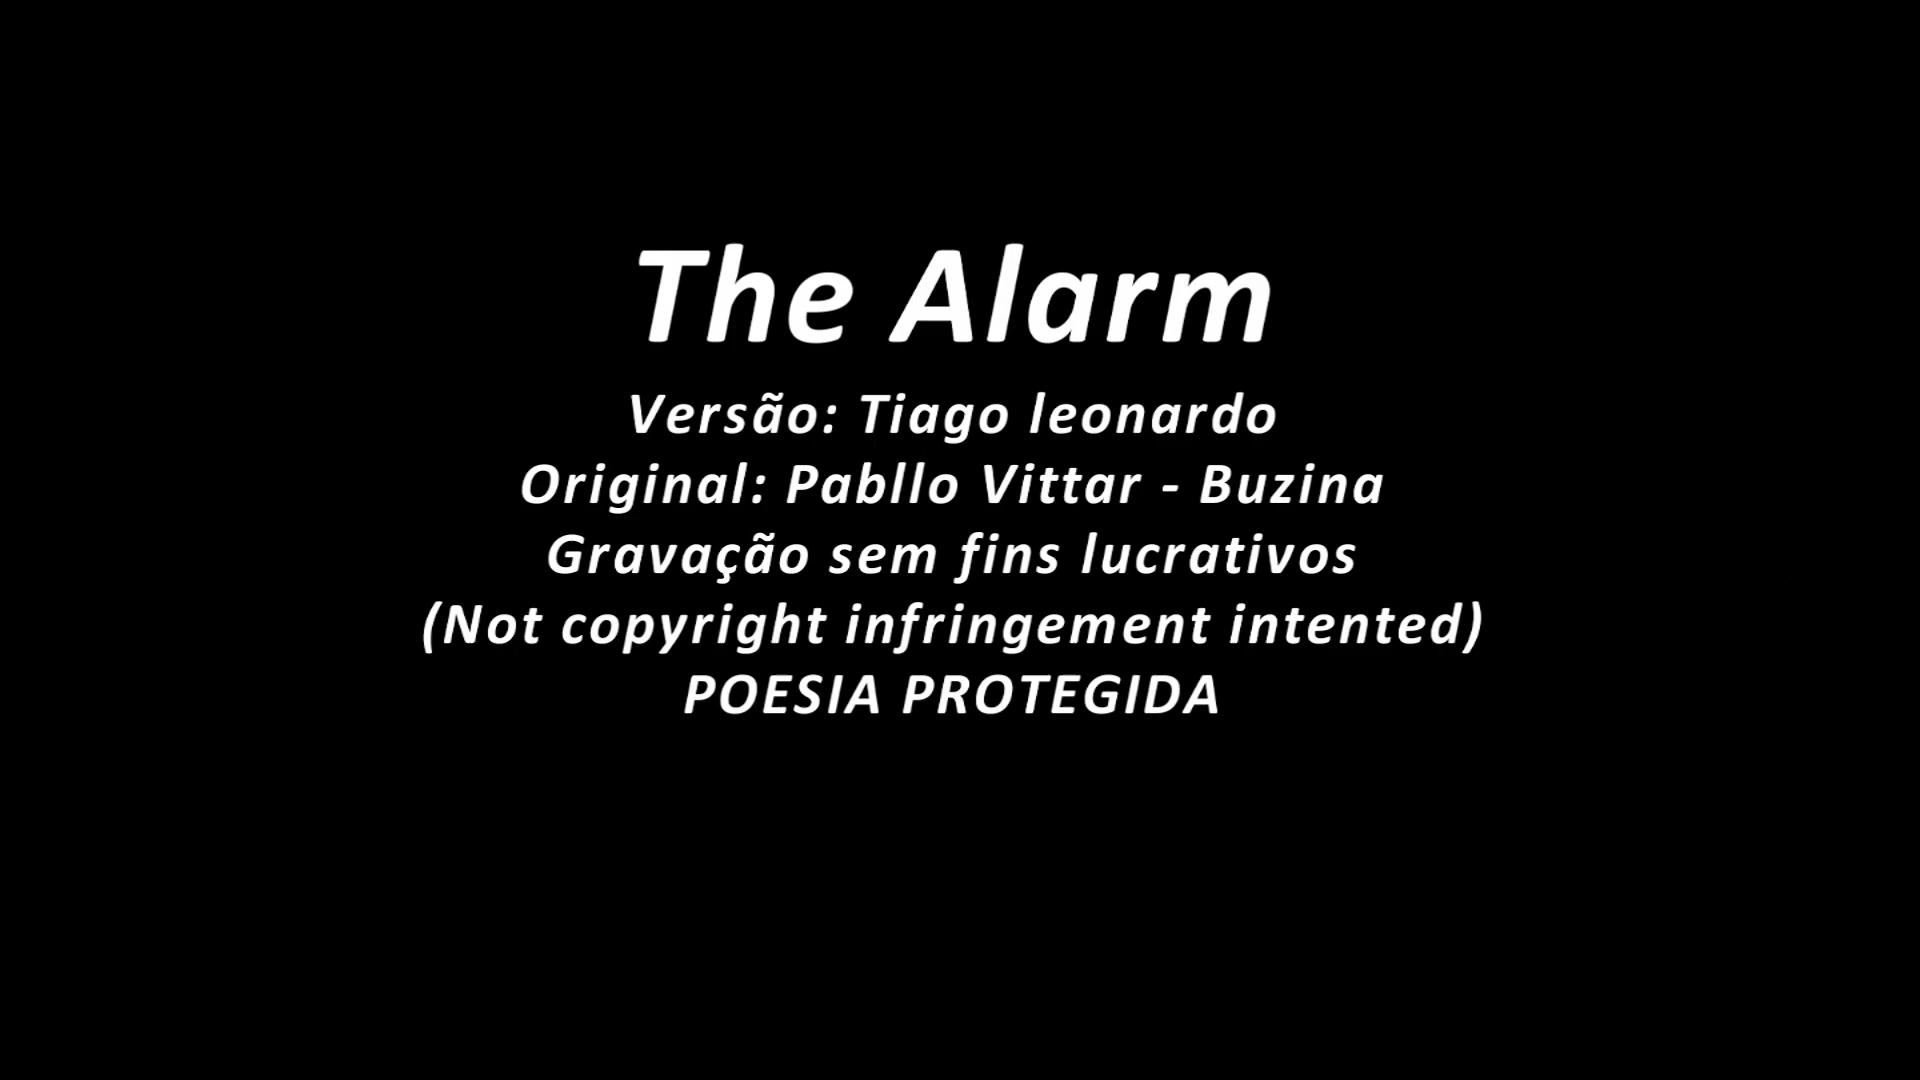 The Alarm
Versão: Tiago leonardo
Original: Pabllo Vittar - Buzina
Gravação sem fins lucrativos
(Not copyright infringement intented)
POESIA PROTEGIDA